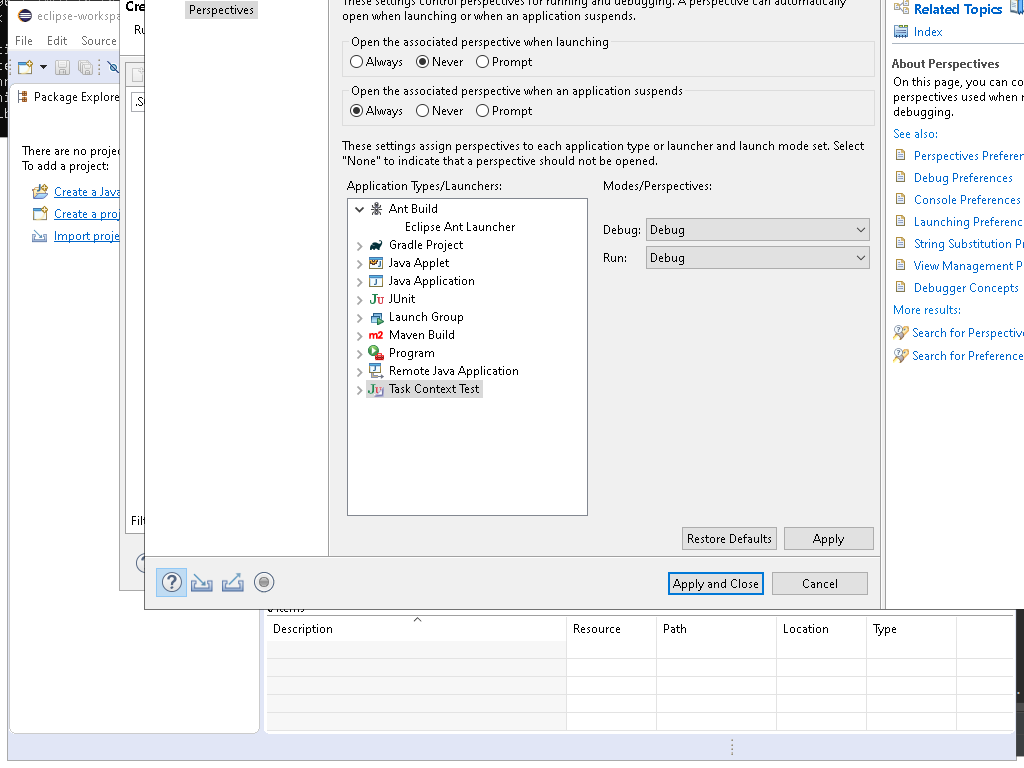 eclipse-workspa
Cre
Perspectives
These settings control perspectives for running and debugging. A perspective can automatically
open when launching or when an application suspends.
Related Topics
File Edit Source
Ru
Index
Open the associated perspective when launching
Always Never Prompt
About Perspectives
On this page, you can co
perspectives used when r
debugging.
Package Explore
Open the associated perspective when an application suspends
Always Never Prompt
See also:
These settings assign perspectives to each application type or launcher and launch mode set. Select
"None" to indicate that a perspective should not be opened.
There are no projec
To add a project:
Create a Java
Create a proj
Import proje
Application Types/Launchers:
Modes/Perspectives:
Ant Build
Eclipse Ant Launcher
Gradle Project
Java Applet
Java Application
JUnit
Launch Group
Maven Build
Program
Remote Java Application
Task Context Test
Debug: Debug
Run: Debug
Perspectives Preferen
Debug Preferences
Console Preferences
Launching Preferenc
String Substitution Pr
View Management P
Debugger Concepts
More results:
Search for Perspective
Search for Preference
Filt
Restore Defaults Apply
Apply and Close Cancel
0 items
Description Resource Path Location Type